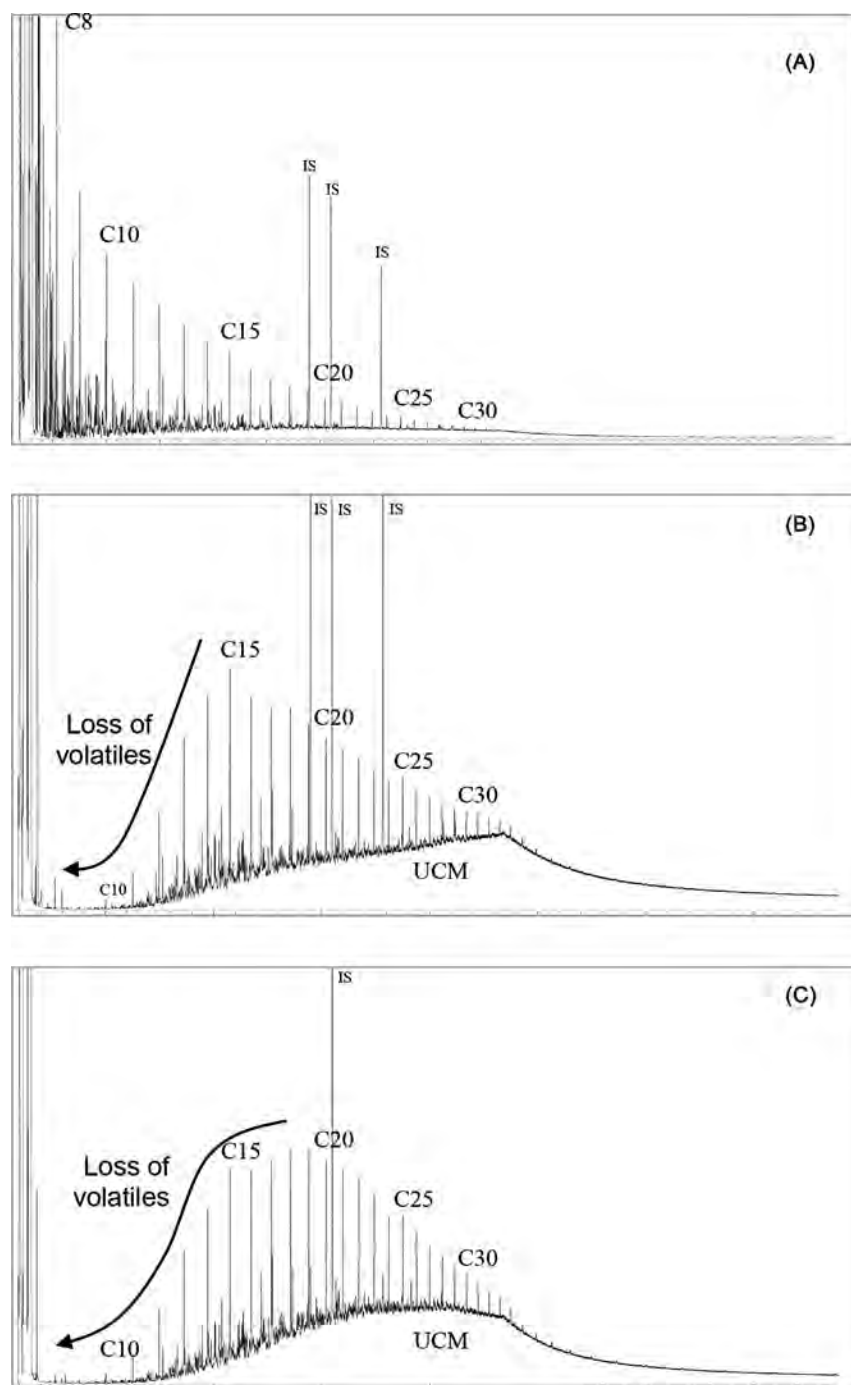 C8
(A)
IS
IS
C10
IS
C15
C20
C25
C30
IS
IS
IS
(B)
C15
Loss of
volatiles
C20
C25
C30
C10
UCM
IS
(C)
C15
C20
Loss of
volatiles
C25
C30
C10
UCM